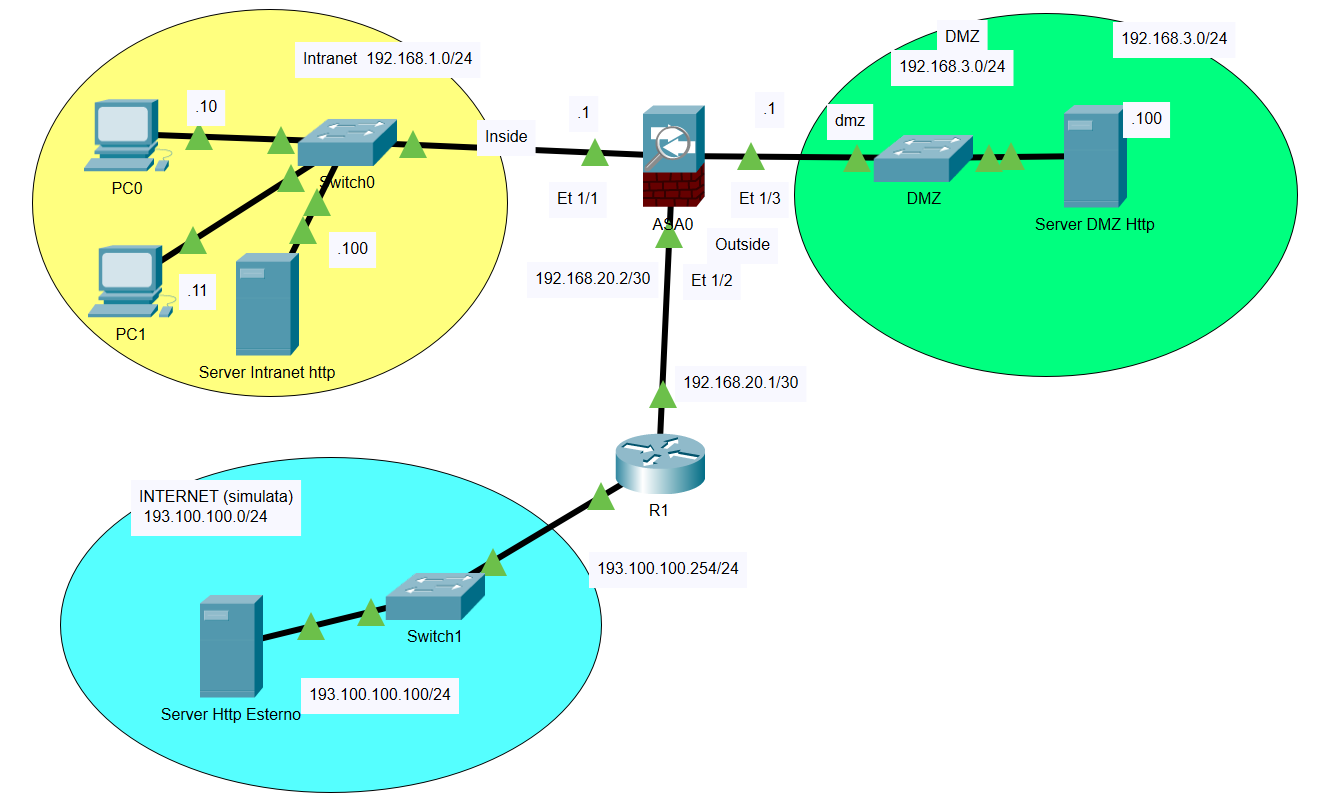 Intranet  192.168.1.0/24
DMZ
192.168.3.0/24
192.168.3.0/24
.10
.1
.1
dmz
.100
Inside
PC0
Switch0
Et 1/1
Et 1/3
DMZ
ASA0
Server DMZ Http
.100
Outside
192.168.20.2/30
Et 1/2
.11
PC1
Server Intranet http
192.168.20.1/30
INTERNET (simulata)
193.100.100.0/24
R1
193.100.100.254/24
Switch1
193.100.100.100/24
Server Http Esterno